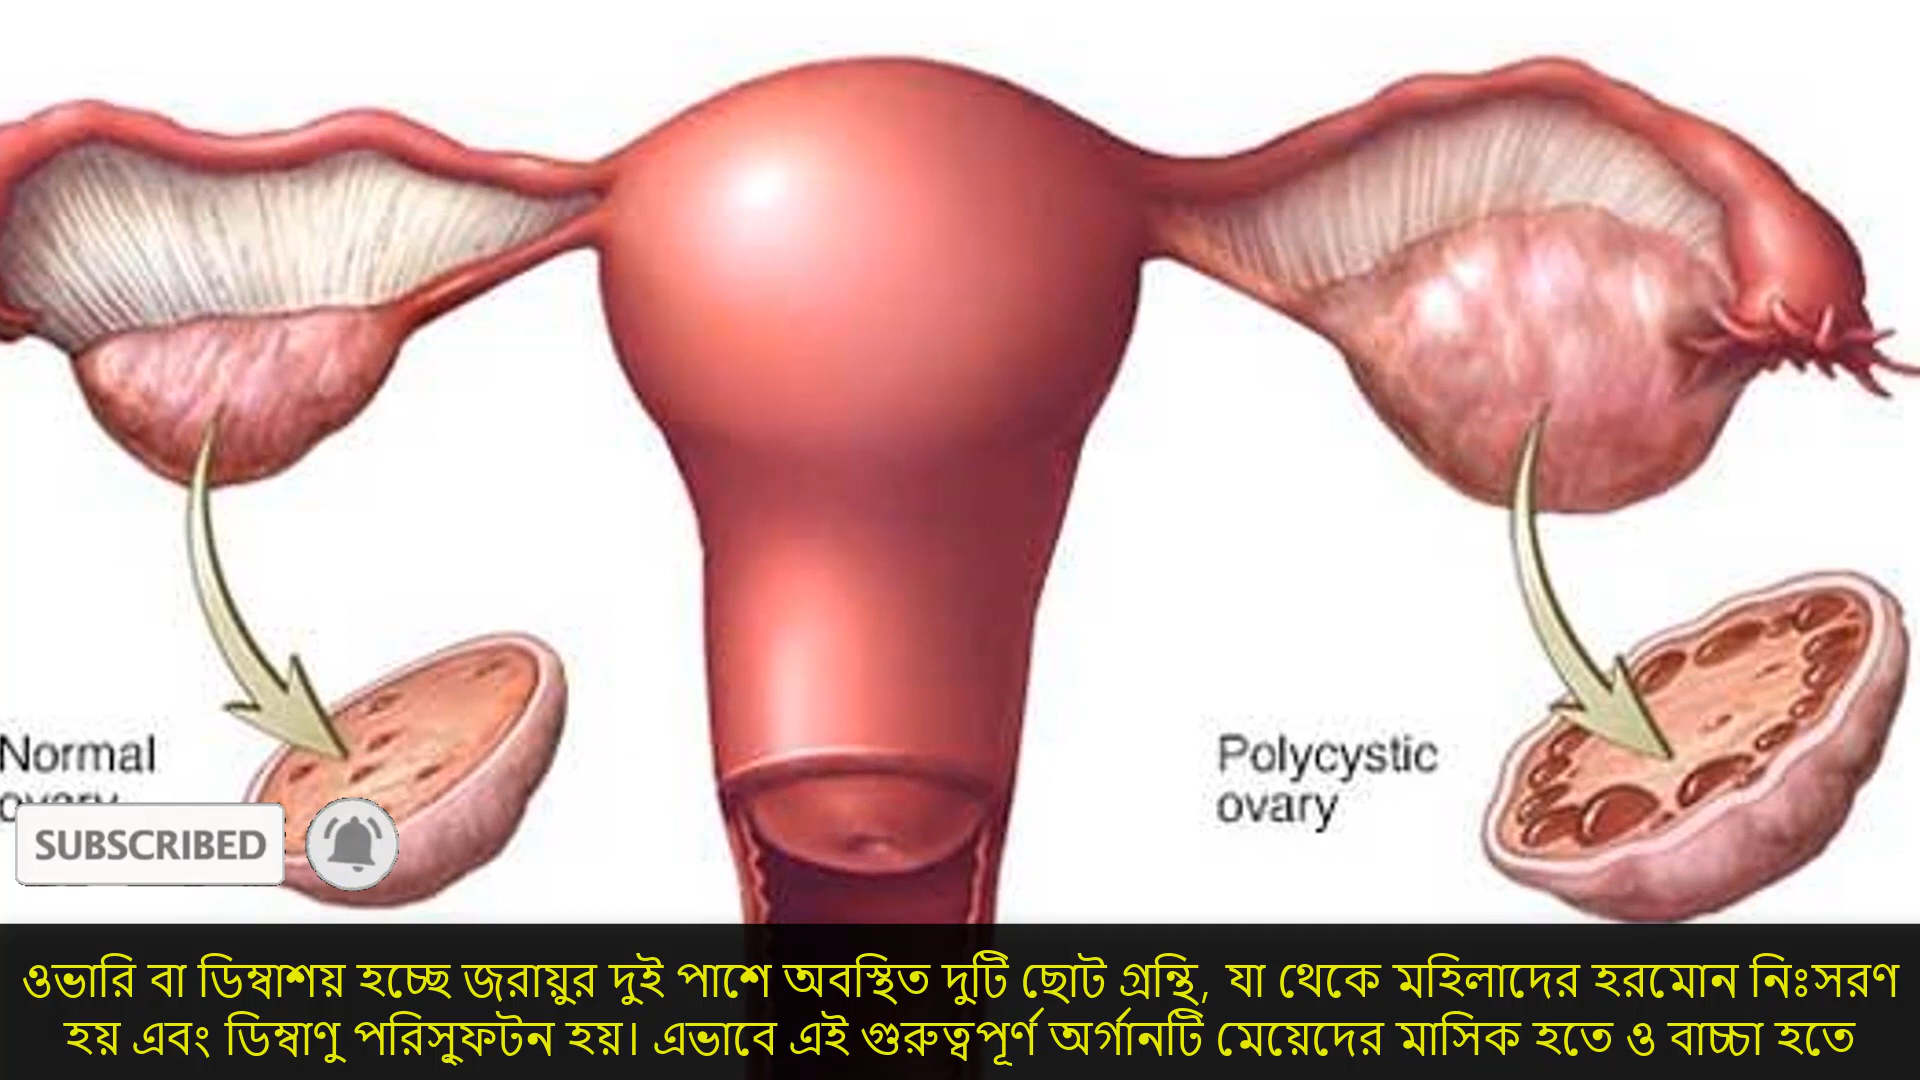 Normal
ovary
Polycystic
ovary
SUBSCRIBED
ওভারি বা ডিম্বাশয় হচ্ছে জরায়ুর দুই পাশে অবস্থিত দুটি ছোট গ্রন্থি, যা থেকে মহিলাদের হরমোন নিঃসরণ
হয় এবং ডিম্বাণু পরিস্ফূটন হয়। এভাবে এই গুরুত্বপূর্ণ অর্গানটি মেয়েদের মাসিক হতে ও বাচ্চা হতে